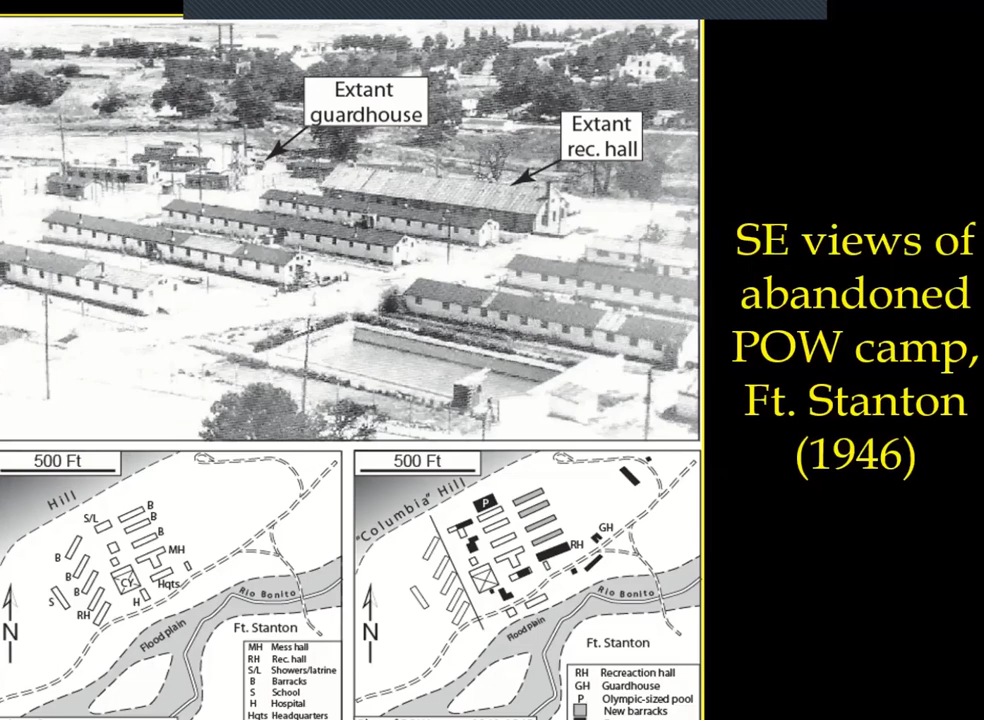 Extant
guardhouse
Extant
rec. hall
SE views of
abandoned
POW camp,
Ft. Stanton
(1946)
500 Ft
Hill
S/L
B
B
B
B
MH
B
CY
Hqts
B
S
H
RH
N
Rio Bonito
Flood plain
Ft. Stanton
MH Mess hall
RH Rec. hall
S/L Showers/latrine
B Barracks
S School
H Hospital
Hqts Headquarters
500 Ft
"Columbia" Hill
P
GH
RH
N
Rio Bonito
Flood plain
Ft. Stanton
RH Recreaction hall
GH Guardhouse
P Olympic-sized pool
New barracks